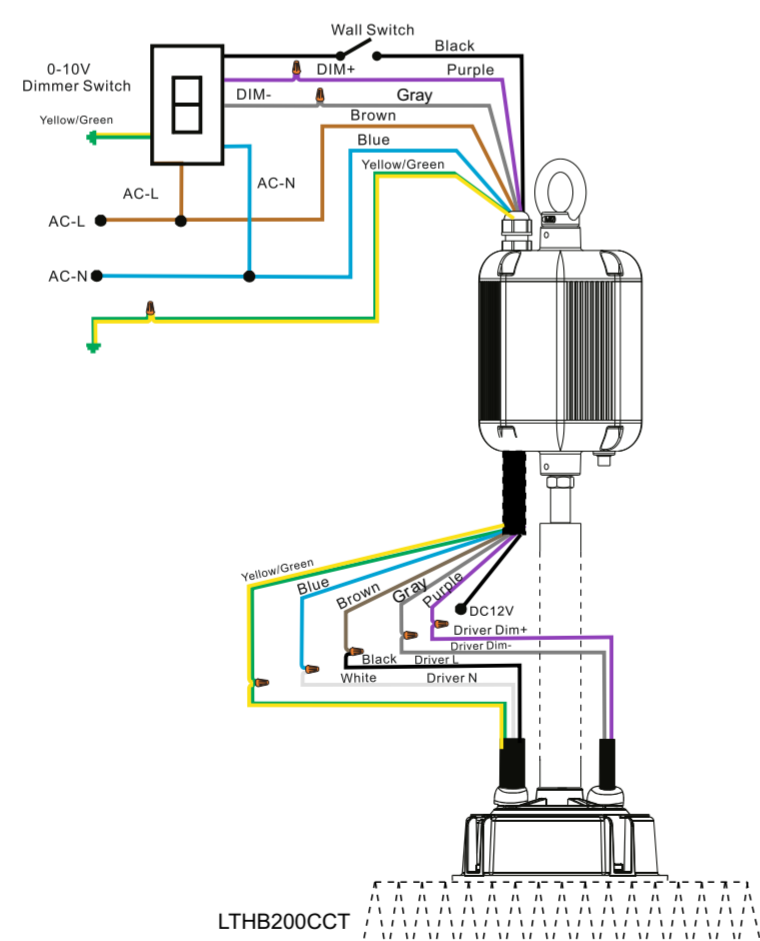 Wall Switch
Black
0-10V
Dimmer Switch
DIM+
Purple
DIM-
Gray
Yellow/Green
Brown
Blue
Yellow/Green
AC-L
AC-N
AC-L
AC-N
Yellow/Green
Blue
Brown
Gray
Purple
DC12V
Driver Dim+
Driver Dim-
Black
Driver L
White
Driver N
LTHB200CCT